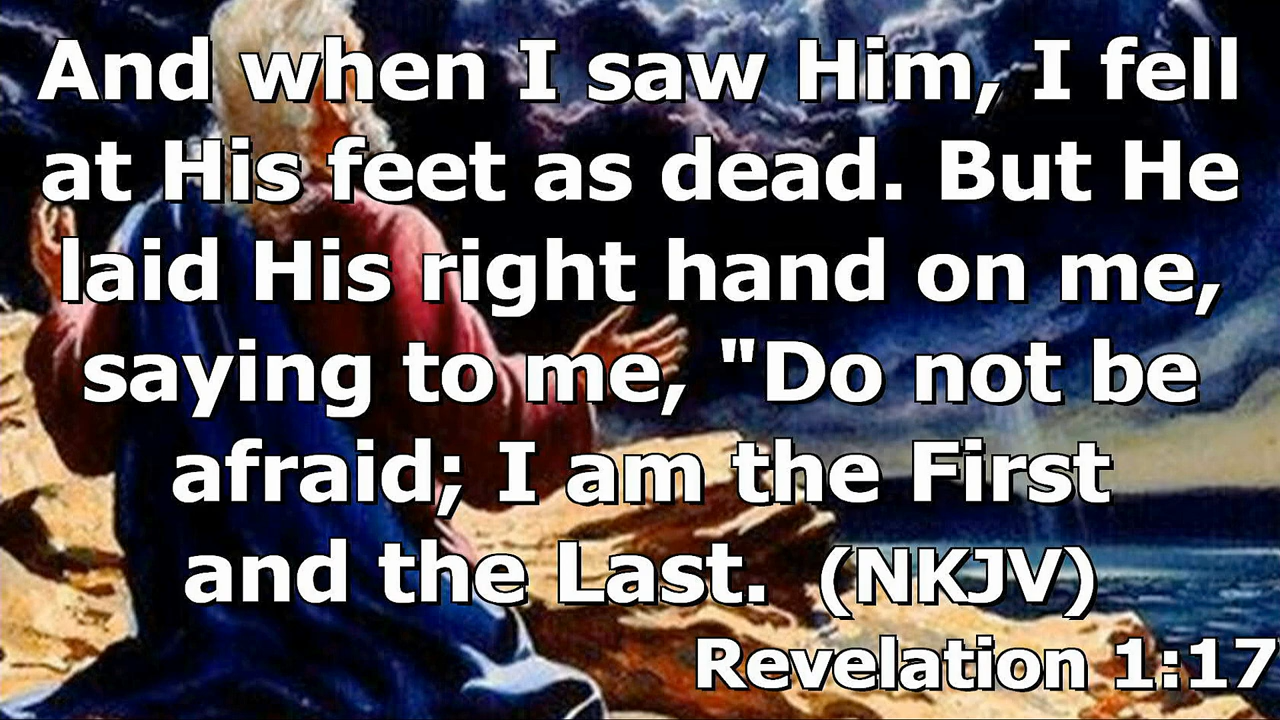 And when I saw Him, I fell
at His feet as dead. But He
laid His right hand on me,
saying to me, "Do not be
afraid; I am the First
and the Last. (NKJV)
Revelation 1:17